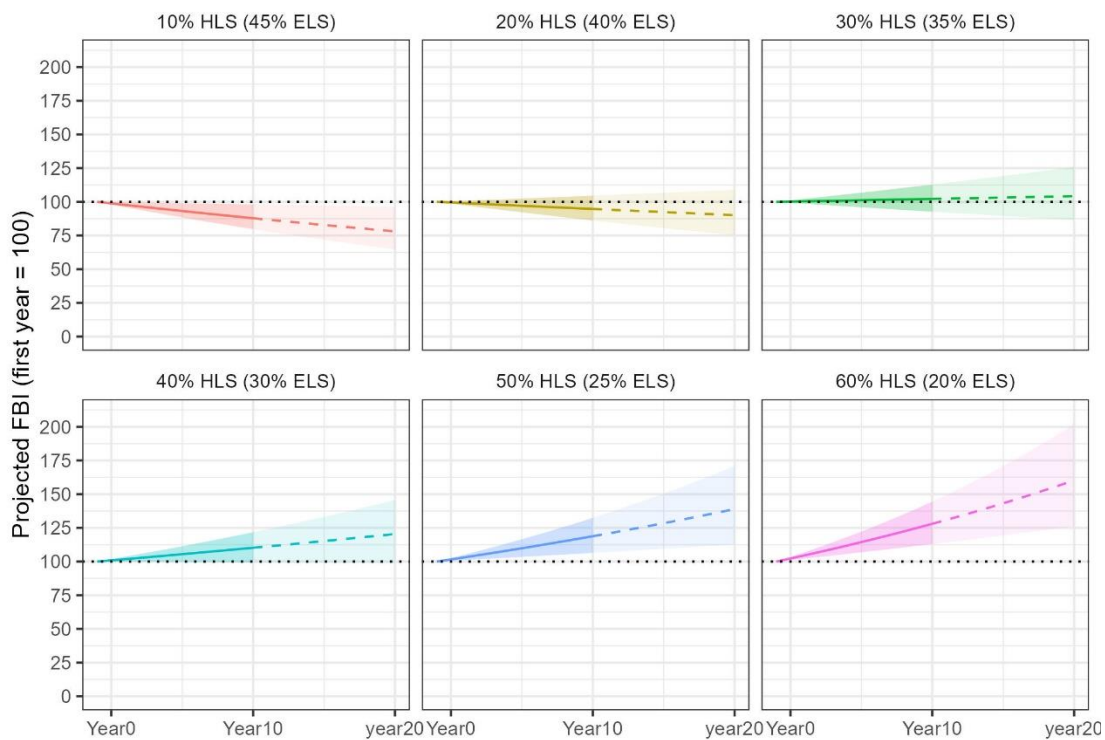 10% HLS (45% ELS)
20% HLS (40% ELS)
30% HLS (35% ELS)
200
175
150
125
100
75
50
25
0
Projected FBI (first year = 100)
40% HLS (30% ELS)
50% HLS (25% ELS)
60% HLS (20% ELS)
200
175
150
125
100
75
50
25
0
Year0
Year10
year20
Year0
Year10
year20
Year0
Year10
year20